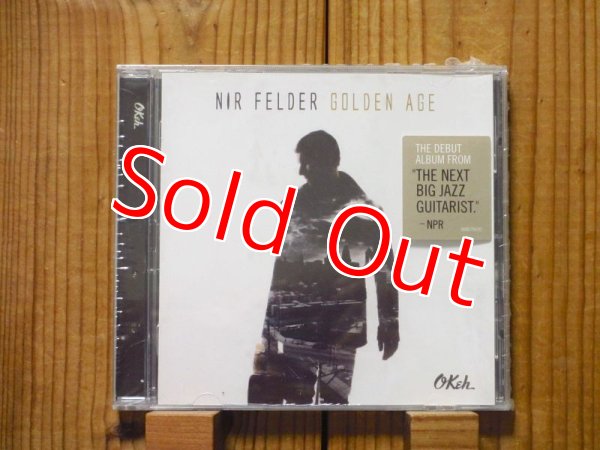 NIR FELDER GOLDEN AGE
OKeh
THE DEBUT
ALBUM FROM
"THE NEXT
BIG JAZZ
GUITARIST."
–NPR
Sold Out
OKeh